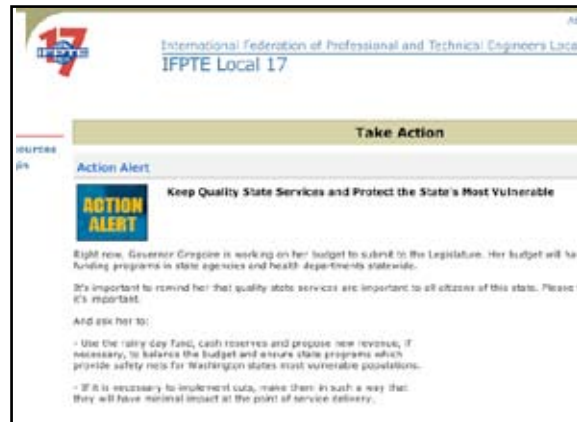 17
IFPTE
International Federation of Professional and Technical Engineers Loca
IFPTE Local 17
ources
Take Action
Action Alert
ACTION
ALERT
Keep Quality State Services and Protect the State's Most Vulnerable
Right now, Governor Gregoire is working on her budget to submit to the Legislature. Her budget will ha
funding programs in state agencies and health departments statewide.
It's important to remind her that quality state services are important to all citizens of this state. Please
it's important.
And ask her to:
- Use the rainy day fund, cash reserves and propose new revenue, if
necessary, to balance the budget and ensure state programs which
provide safety nets for Washington states most vunerable populations.
- If it is necessary to implement cuts, make them in such a way that
they will have minimal impact at the point of service delivery.